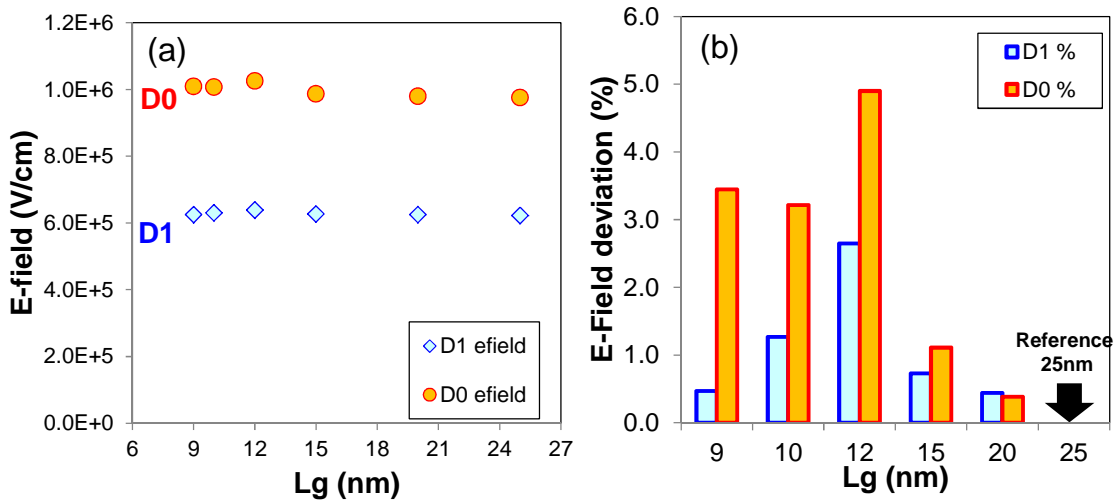 (a)
1.2E+6
1.0E+6
8.0E+5
6.0E+5
4.0E+5
2.0E+5
0.0E+0
E-field (V/cm)
D0
D1
D1 efield
D0 efield
6 9 12 15 18 21 24 27
Lg (nm)
(b)
6.0
5.0
4.0
3.0
2.0
1.0
0.0
E-Field deviation (%)
D1 %
D0 %
Reference
25nm
9 10 12 15 20 25
Lg (nm)